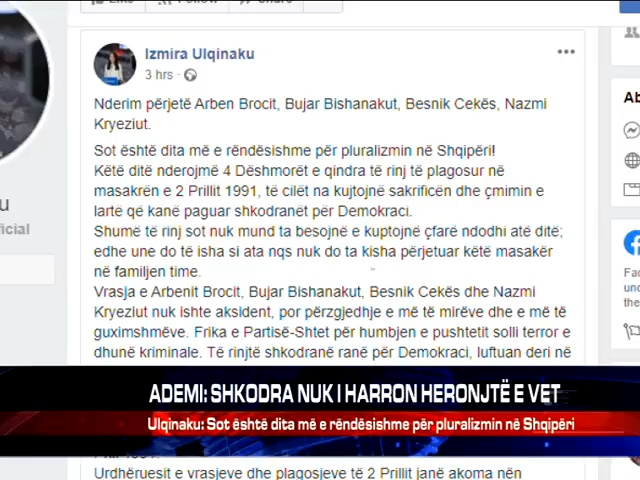 Like Follow Share
Izmira Ulqinaku
3 hrs
Nderim përjetë Arben Brocit, Bujar Bishanakut, Besnik Cekës, Nazmi
Kryeziut.
Sot është dita më e rëndësishme për pluralizmin në Shqipëri!
Këtë ditë nderojmë 4 Dëshmorët e qindra të rinj të plagosur në
masakrën e 2 Prillit 1991, të cilët na kujtojnë sakrificën dhe çmimin e
lartë që kanë paguar shkodranët për Demokraci.
Shumë të rinj sot nuk mund ta besojnë e kuptojnë çfarë ndodhi atë ditë;
edhe une do të isha si ata nqs nuk do ta kisha përjetuar këtë masakër
në familjen time.
Vrasja e Arbenit Brocit, Bujar Bishanakut, Besnik Cekës dhe Nazmi
Kryeziut nuk ishte aksident, por përzgjedhje e më të mirëve dhe e më të
guximshmëve. Frika e Partisë-Shtet për humbjen e pushtetit solli terror e
dhunë kriminale. Të rinjtë shkodranë ranë për Demokraci, luftuan deri në
ADEMI: SHKODRA NUK I HARRON HERONJTË E VET
Ulqinaku: Sot është dita më e rëndësishme për pluralizmin në Shqipëri
Urdhëruesit e vrasjeve dhe plagosjeve të 2 Prillit janë akoma nën
u
ficial
Ab
Fac
the